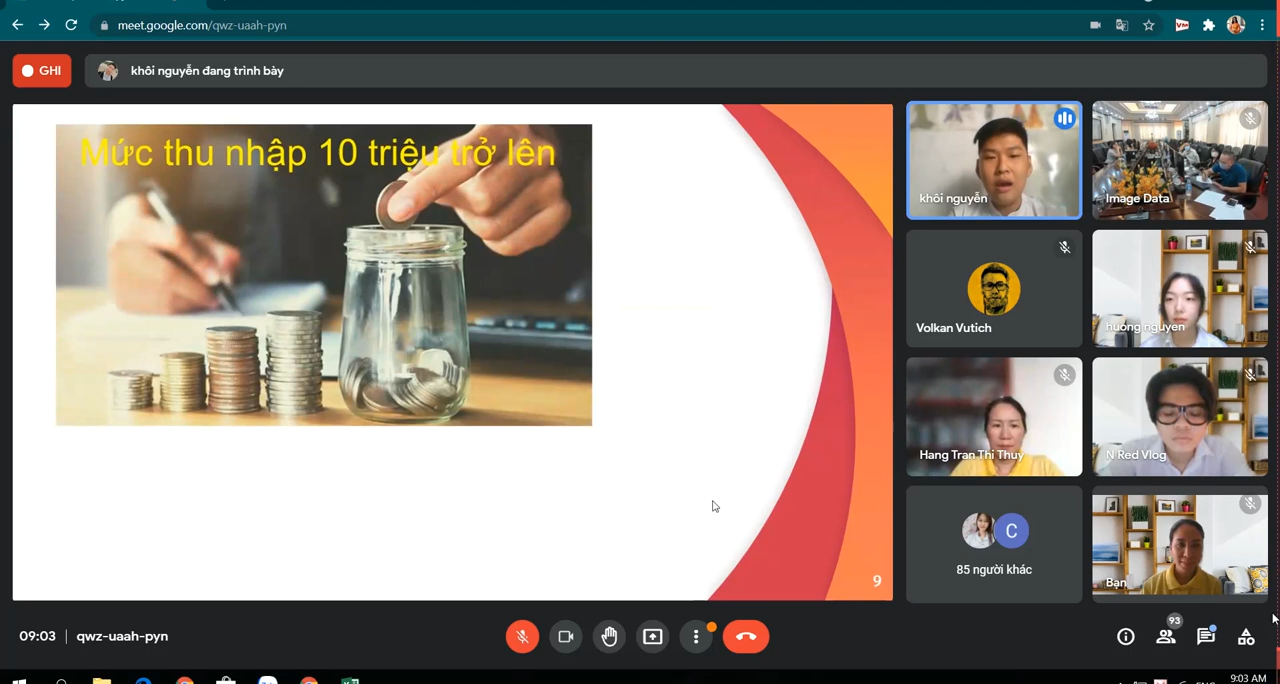 meet.google.com/qwz-uaah-pyn
GHI
khôi nguyễn đang trình bày
Mức thu nhập 10 triệu trở lên
9
khôi nguyễn
Image Data
Volkan Vutich
huong nguyen
Hang Tran Thi Thuy
N Red Vlog
C
85 người khác
Bạn
09:03 | qwz-uaah-pyn
93
9:03 AM